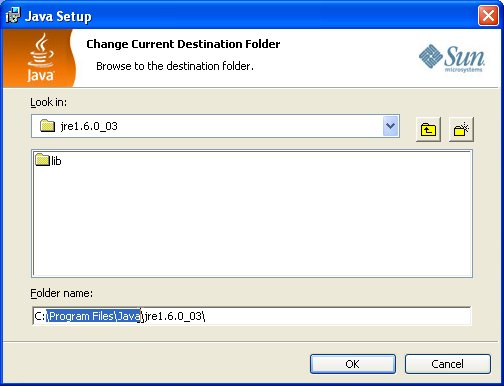 Java Setup
Change Current Destination Folder
Browse to the destination folder.
Java
Sun
microsystems
Look in:
jre1.6.0_03
lib
Folder name:
C:\Program Files\Java\jre1.6.0_03\
OK
Cancel